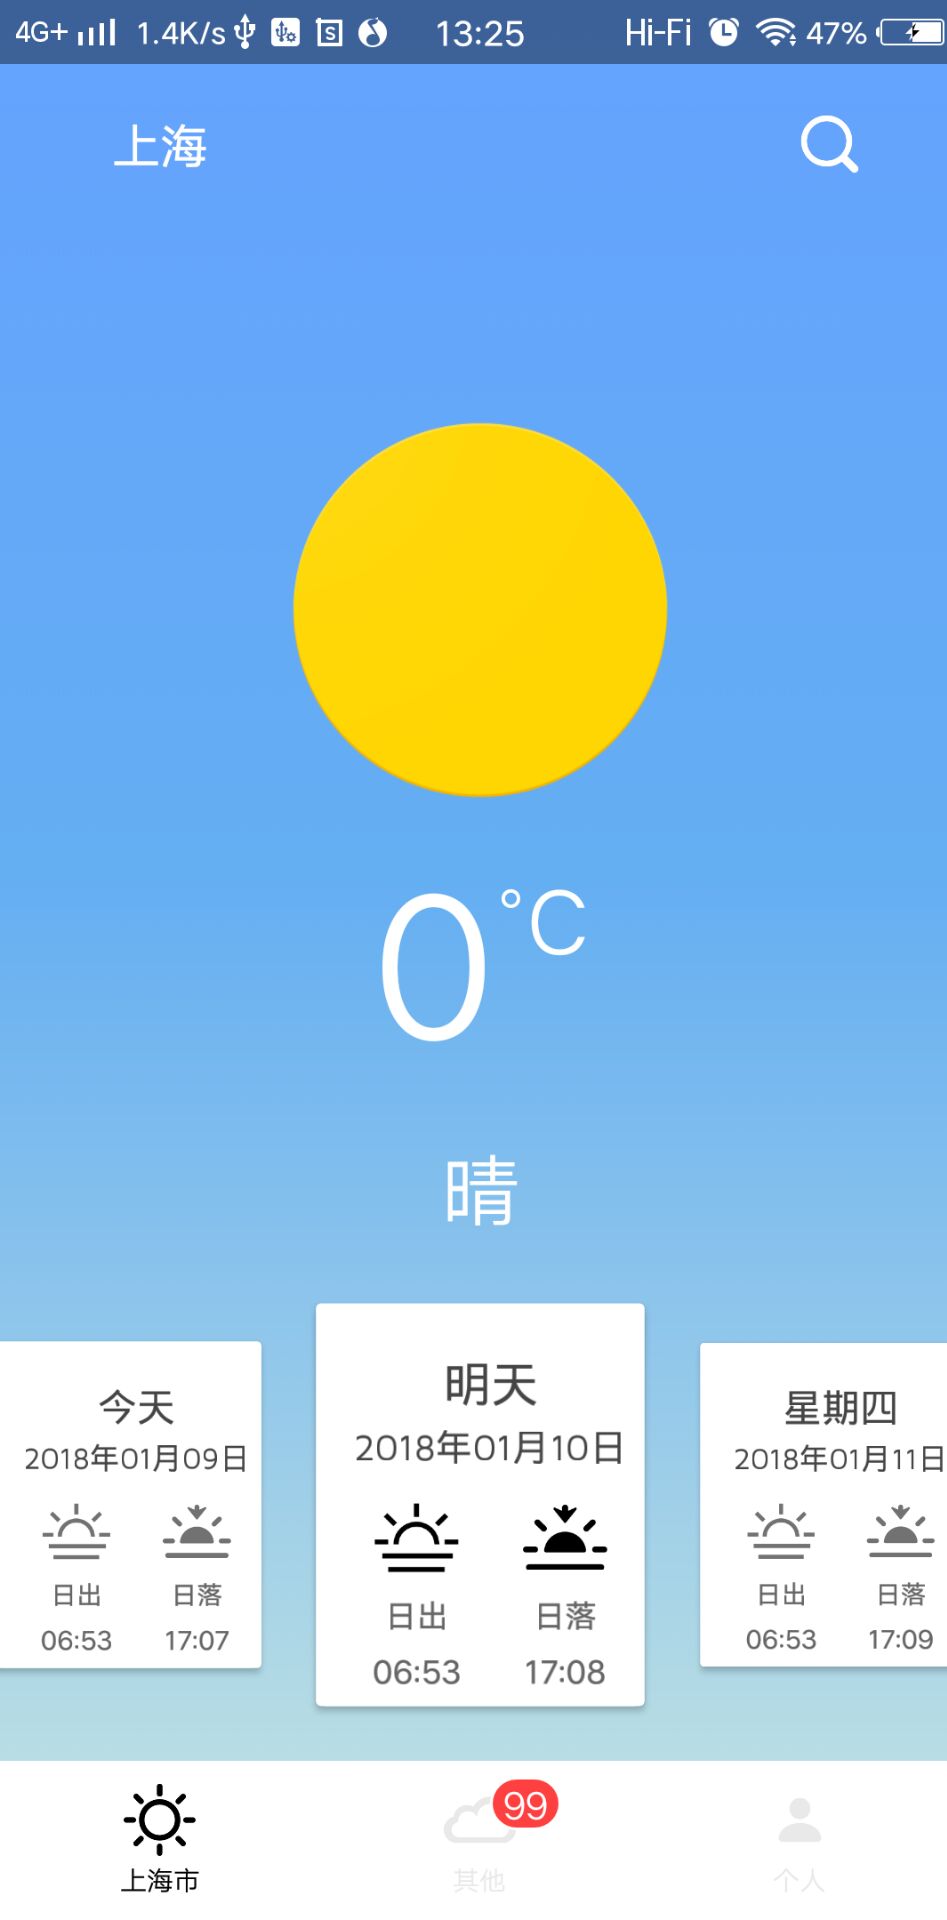 4G+ 1.4K/s 13:25 Hi-Fi 47%
上海
0°C
晴
今天
2018年01月09日
日出 日落
06:53 17:07
明天
2018年01月10日
日出 日落
06:53 17:08
星期四
2018年01月11日
日出 日落
06:53 17:09
99
上海市 其他 个人